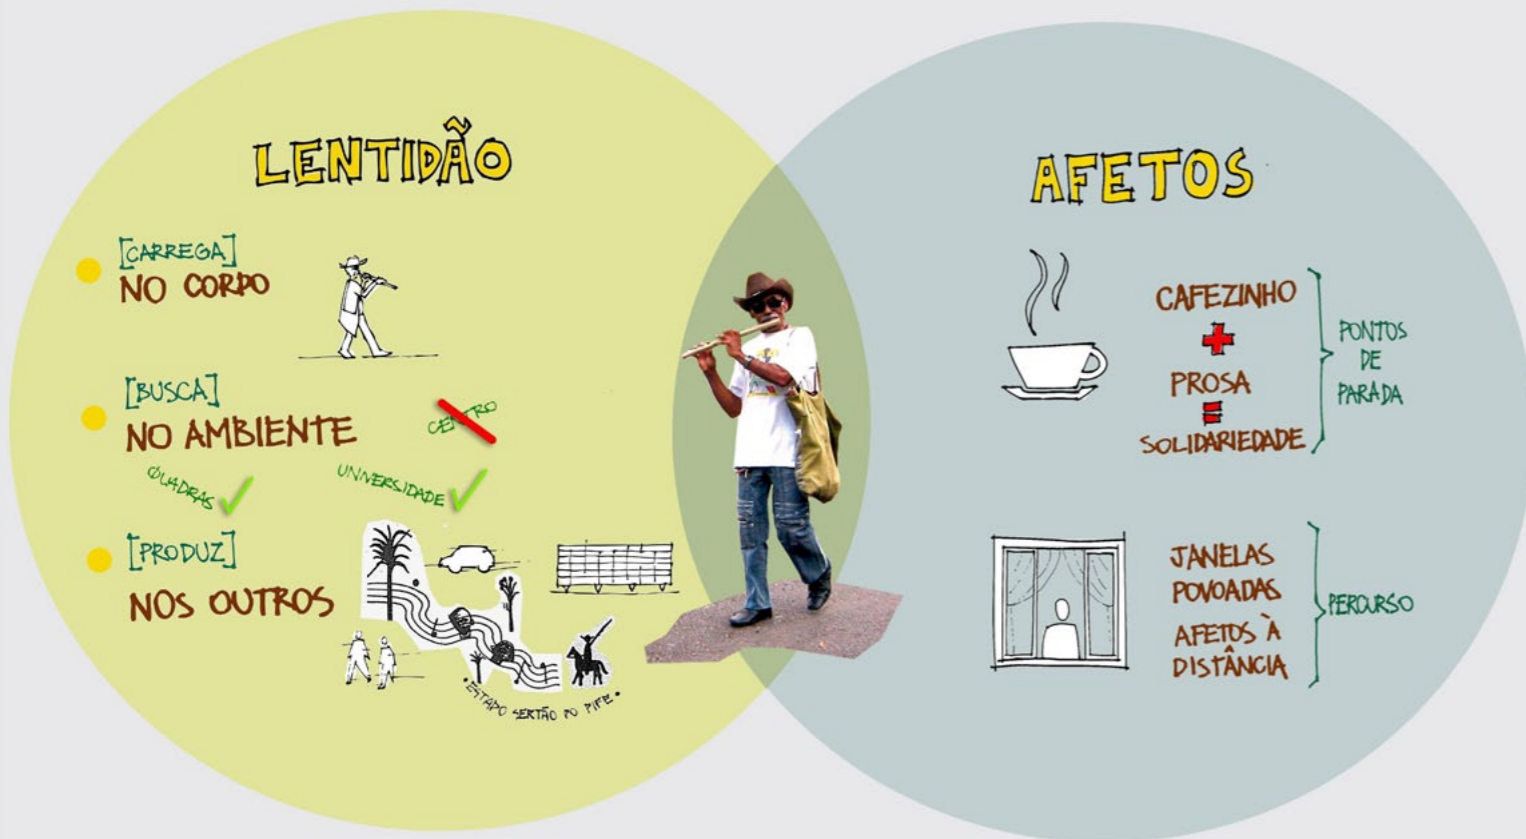 LENTIDÃO
[CARREGA]
NO CORPO
[BUSCA]
NO AMBIENTE
CENTRO
QUADRAS
UNIVERSIDADE
[PRODUZ]
NOS OUTROS
•ESTADO SERTÃO DO PIFE•
AFETOS
CAFEZINHO
+
PROSA
=
SOLIDARIEDADE
PONTOS
DE
PARADA
JANELAS
POVOADAS
AFETOS À
DISTÂNCIA
PERCURSO